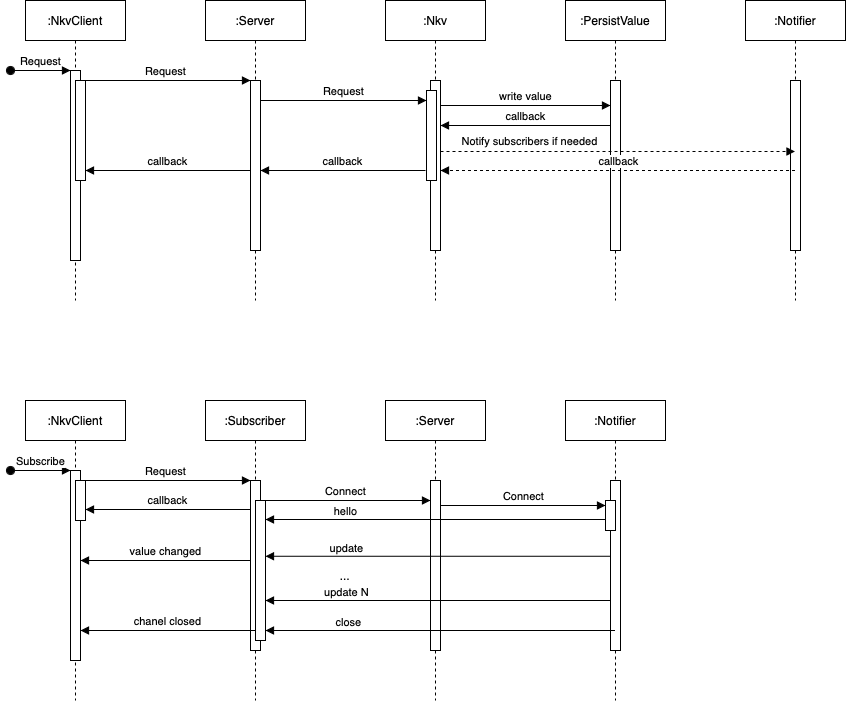 :NkvClient
:Server
:Nkv
:PersistValue
:Notifier
Request
Request
Request
write value
callback
Notify subscribers if needed
callback
callback
callback
:NkvClient
:Subscriber
:Server
:Notifier
Subscribe
Request
callback
Connect
Connect
hello
value changed
update
...
update N
chanel closed
close